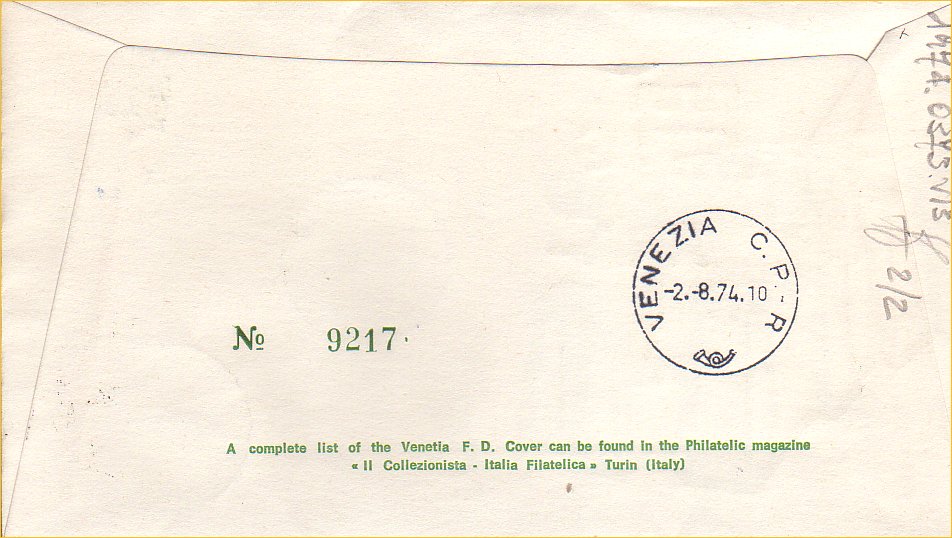 VENEZIA C.P-R
-2.-8.74.10
№ 9217
A complete list of the Venetia F. D. Cover can be found in the Philatelic magazine
« Il Collezionista - Italia Filatelica » Turin (Italy)
2/2